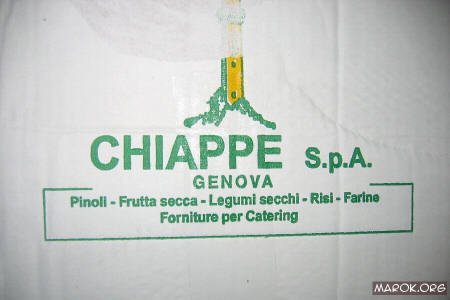 CHIAPPE S.p.A.
GENOVA
Pinoli - Frutta secca - Legumi secchi - Risi - Farine
Forniture per Catering
MAROK.ORG